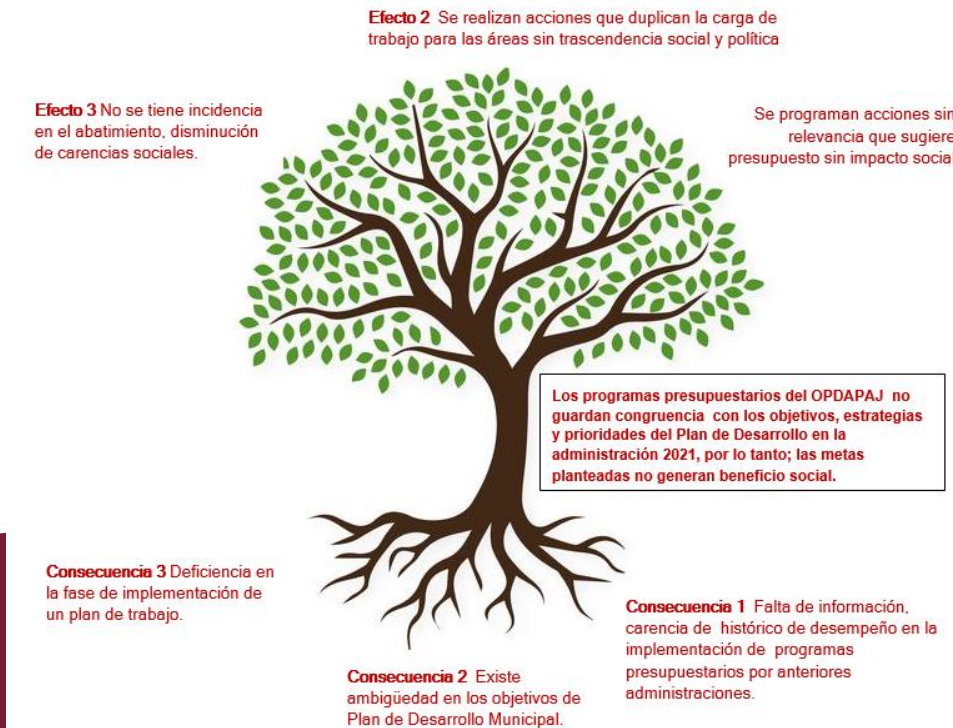 Efecto 2 Se realizan acciones que duplican la carga de
trabajo para las áreas sin trascendencia social y política
Efecto 3 No se tiene incidencia
en el abatimiento, disminución
de carencias sociales.
Se programan acciones sin
relevancia que sugiere
presupuesto sin impacto social
Los programas presupuestarios del OPDAPAJ no
guardan congruencia con los objetivos, estrategias
y prioridades del Plan de Desarrollo en la
administración 2021, por lo tanto; las metas
planteadas no generan beneficio social.
Consecuencia 3 Deficiencia en
la fase de implementación de
un plan de trabajo.
Consecuencia 1 Falta de información,
carencia de histórico de desempeño en la
implementación de programas
presupuestarios por anteriores
administraciones.
Consecuencia 2 Existe
ambigüedad en los objetivos de
Plan de Desarrollo Municipal.